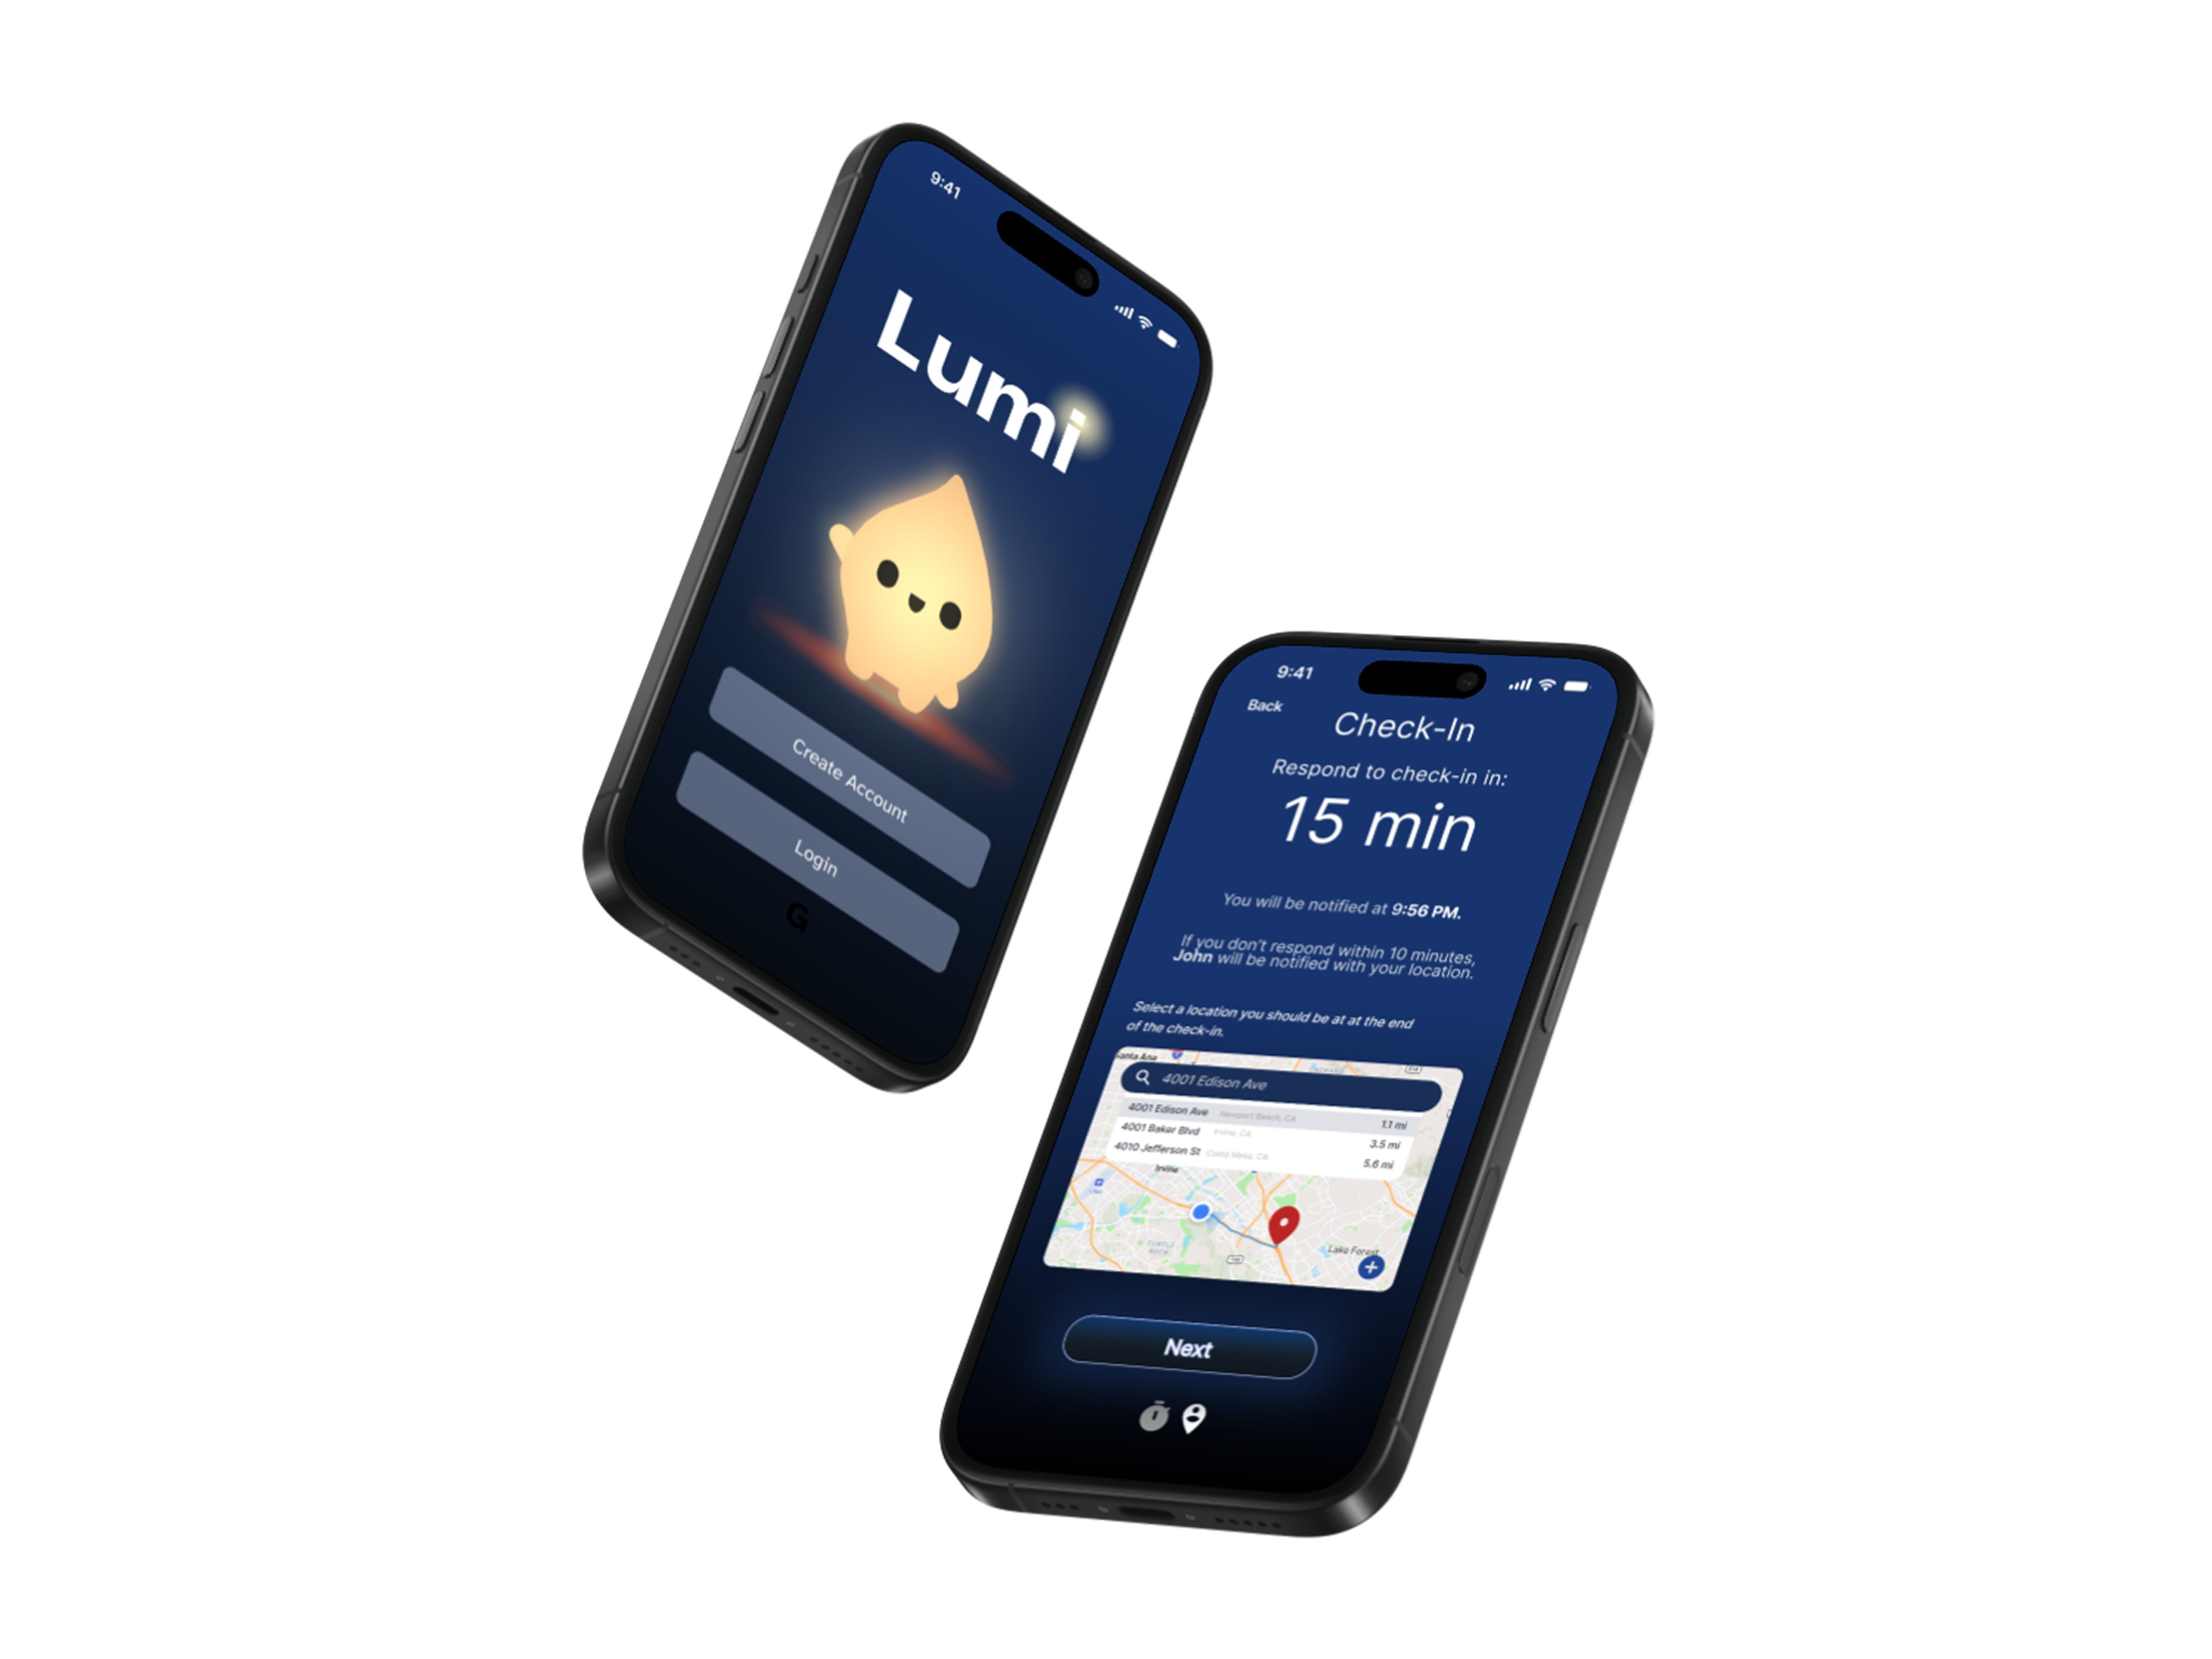 9:41
Lumi
Create Account
Login
G
9:41
Back
Check-In
Respond to check-in in:
15 min
You will be notified at 9:56 PM.
If you don't respond within 10 minutes,
John will be notified with your location.
Select a location you should be at at the end
of the check-in.
Santa Ana
4001 Edison Ave
4001 Edison Ave Newport Beach, CA 1.1 mi
4001 Baker Blvd Irvine, CA 3.5 mi
4010 Jefferson St Costa Mesa, CA 5.6 mi
Irvine
TURTLE
ROCK
Lake Forest
Next